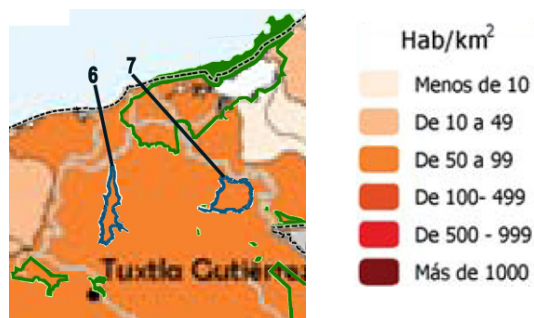 6
7
Tuxtla Gutiérrez
Hab/km²
Menos de 10
De 10 a 49
De 50 a 99
De 100- 499
De 500 - 999
Más de 1000